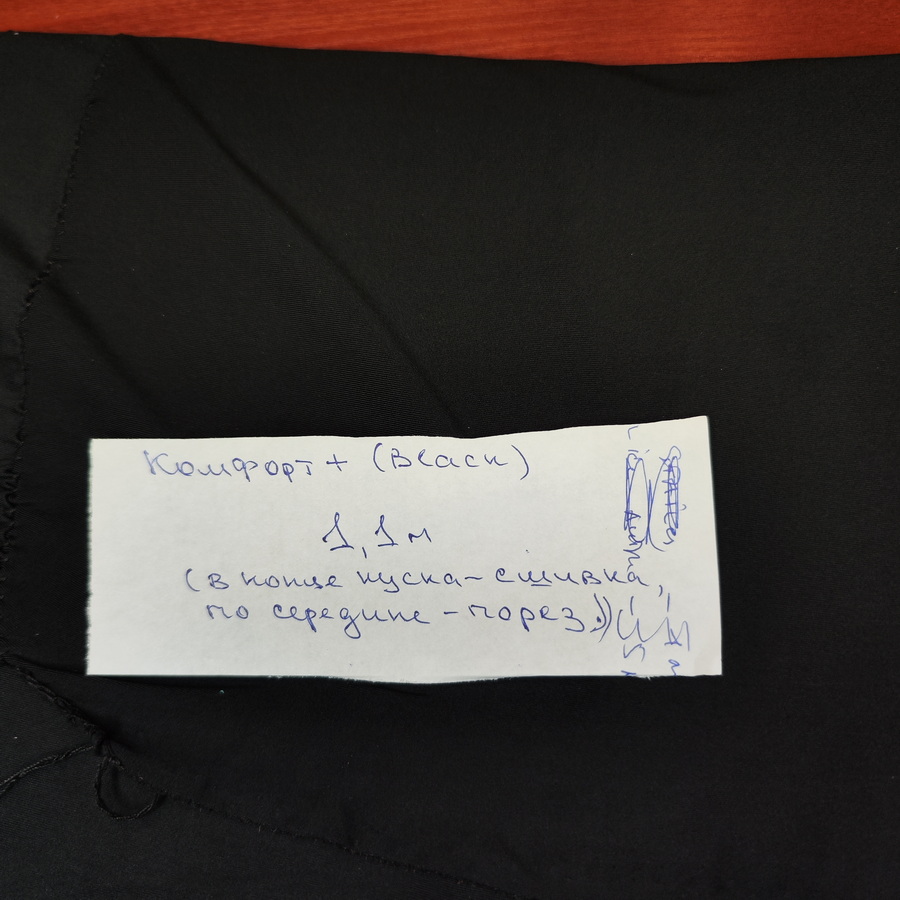 Комфорт+ (Black)
1,1м
(в конце куска - сшивка,
по середине - порез.))